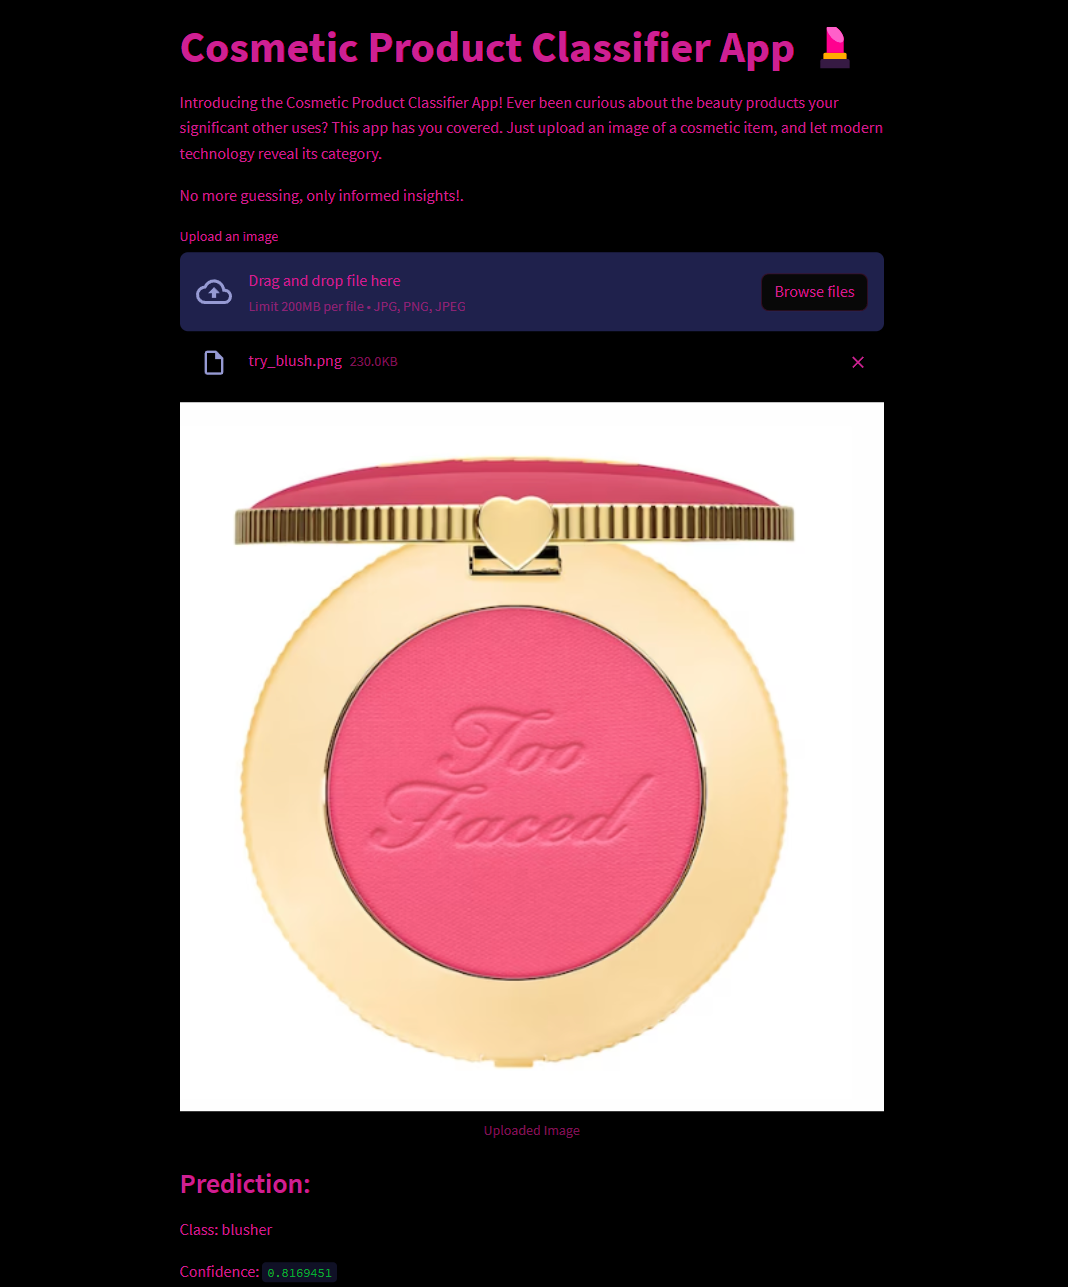 Cosmetic Product Classifier App
Introducing the Cosmetic Product Classifier App! Ever been curious about the beauty products your
significant other uses? This app has you covered. Just upload an image of a cosmetic item, and let modern
technology reveal its category.
No more guessing, only informed insights!.
Upload an image
Drag and drop file here
Limit 200MB per file • JPG, PNG, JPEG
Browse files
try_blush.png 230.0KB
Too
Faced
Uploaded Image
Prediction:
Class: blusher
Confidence: 0.8169451